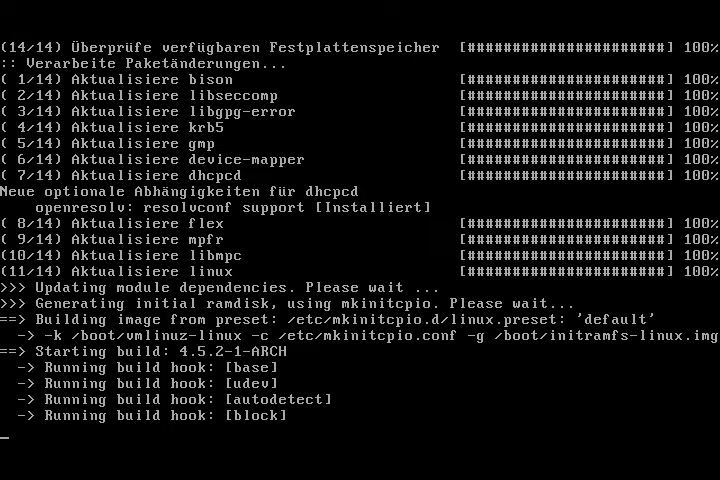 (14/14) Überprüfe verfügbaren Festplattenspeicher [######################] 100%
:: Verarbeite Paketänderungen...
( 1/14) Aktualisiere bison [######################] 100%
( 2/14) Aktualisiere libseccomp [######################] 100%
( 3/14) Aktualisiere libgpg-error [######################] 100%
( 4/14) Aktualisiere krb5 [######################] 100%
( 5/14) Aktualisiere gmp [######################] 100%
( 6/14) Aktualisiere device-mapper [######################] 100%
( 7/14) Aktualisiere dhcpcd [######################] 100%
Neue optionale Abhängigkeiten für dhcpcd
openresolv: resolvconf support [Installiert]
( 8/14) Aktualisiere flex [######################] 100%
( 9/14) Aktualisiere mpfr [######################] 100%
(10/14) Aktualisiere libmpc [######################] 100%
(11/14) Aktualisiere linux [######################] 100%
>>> Updating module dependencies. Please wait ...
>>> Generating initial ramdisk, using mkinitcpio. Please wait...
==> Building image from preset: /etc/mkinitcpio.d/linux.preset: 'default'
-> -k /boot/vmlinuz-linux -c /etc/mkinitcpio.conf -g /boot/initramfs-linux.img
==> Starting build: 4.5.2-1-ARCH
-> Running build hook: [base]
-> Running build hook: [udev]
-> Running build hook: [autodetect]
-> Running build hook: [block]
_